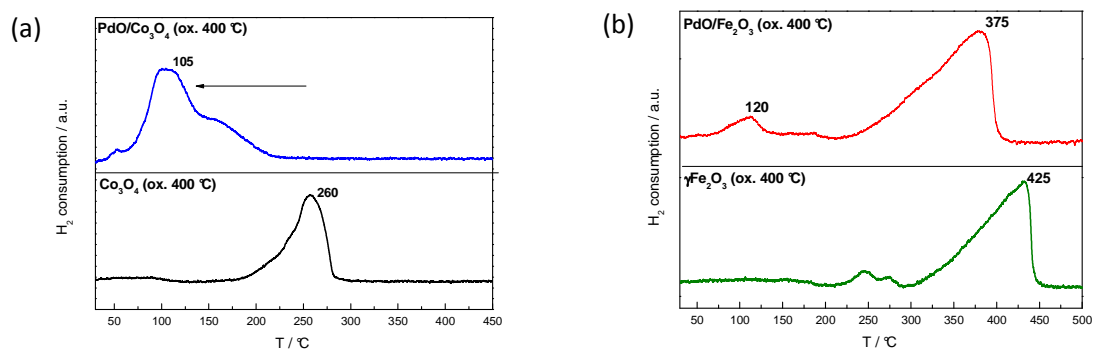 (a)
PdO/Co3O4 (ox. 400 °C)
105
Co3O4 (ox. 400 °C)
260
H2 consumption / a.u.
50 100 150 200 250 300 350 400 450
T / °C
(b)
PdO/Fe2O3 (ox. 400 °C)
375
120
γFe2O3 (ox. 400 °C)
425
H2 consumption / a.u.
50 100 150 200 250 300 350 400 450 500
T / °C